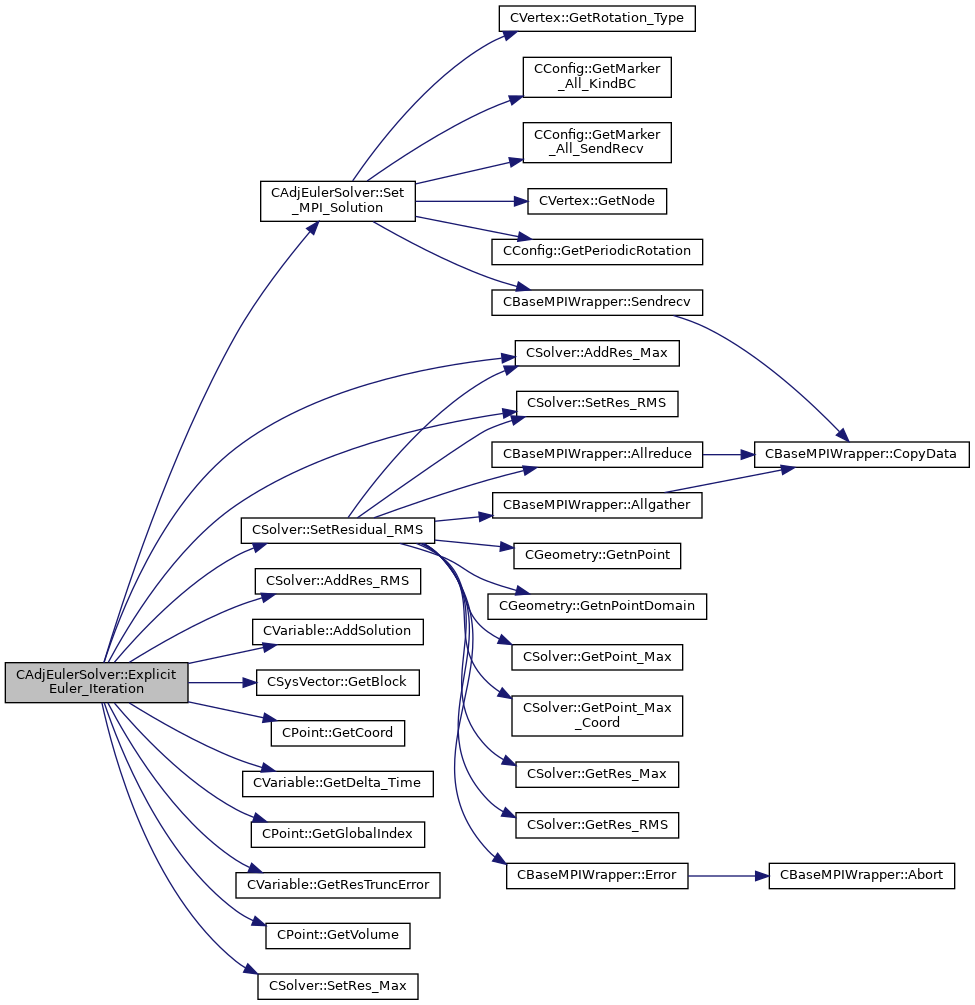 CVertex::GetRotation_Type
CConfig::GetMarker
_All_KindBC
CConfig::GetMarker
_All_SendRecv
CAdjEulerSolver::Set
_MPI_Solution
CVertex::GetNode
CConfig::GetPeriodicRotation
CBaseMPIWrapper::Sendrecv
CSolver::AddRes_Max
CSolver::SetRes_RMS
CBaseMPIWrapper::Allreduce
CBaseMPIWrapper::CopyData
CBaseMPIWrapper::Allgather
CSolver::SetResidual_RMS
CGeometry::GetnPoint
CSolver::AddRes_RMS
CGeometry::GetnPointDomain
CVariable::AddSolution
CSolver::GetPoint_Max
CAdjEulerSolver::Explicit
Euler_Iteration
CSysVector::GetBlock
CSolver::GetPoint_Max
_Coord
CPoint::GetCoord
CSolver::GetRes_Max
CVariable::GetDelta_Time
CSolver::GetRes_RMS
CPoint::GetGlobalIndex
CBaseMPIWrapper::Error
CBaseMPIWrapper::Abort
CVariable::GetResTruncError
CPoint::GetVolume
CSolver::SetRes_Max